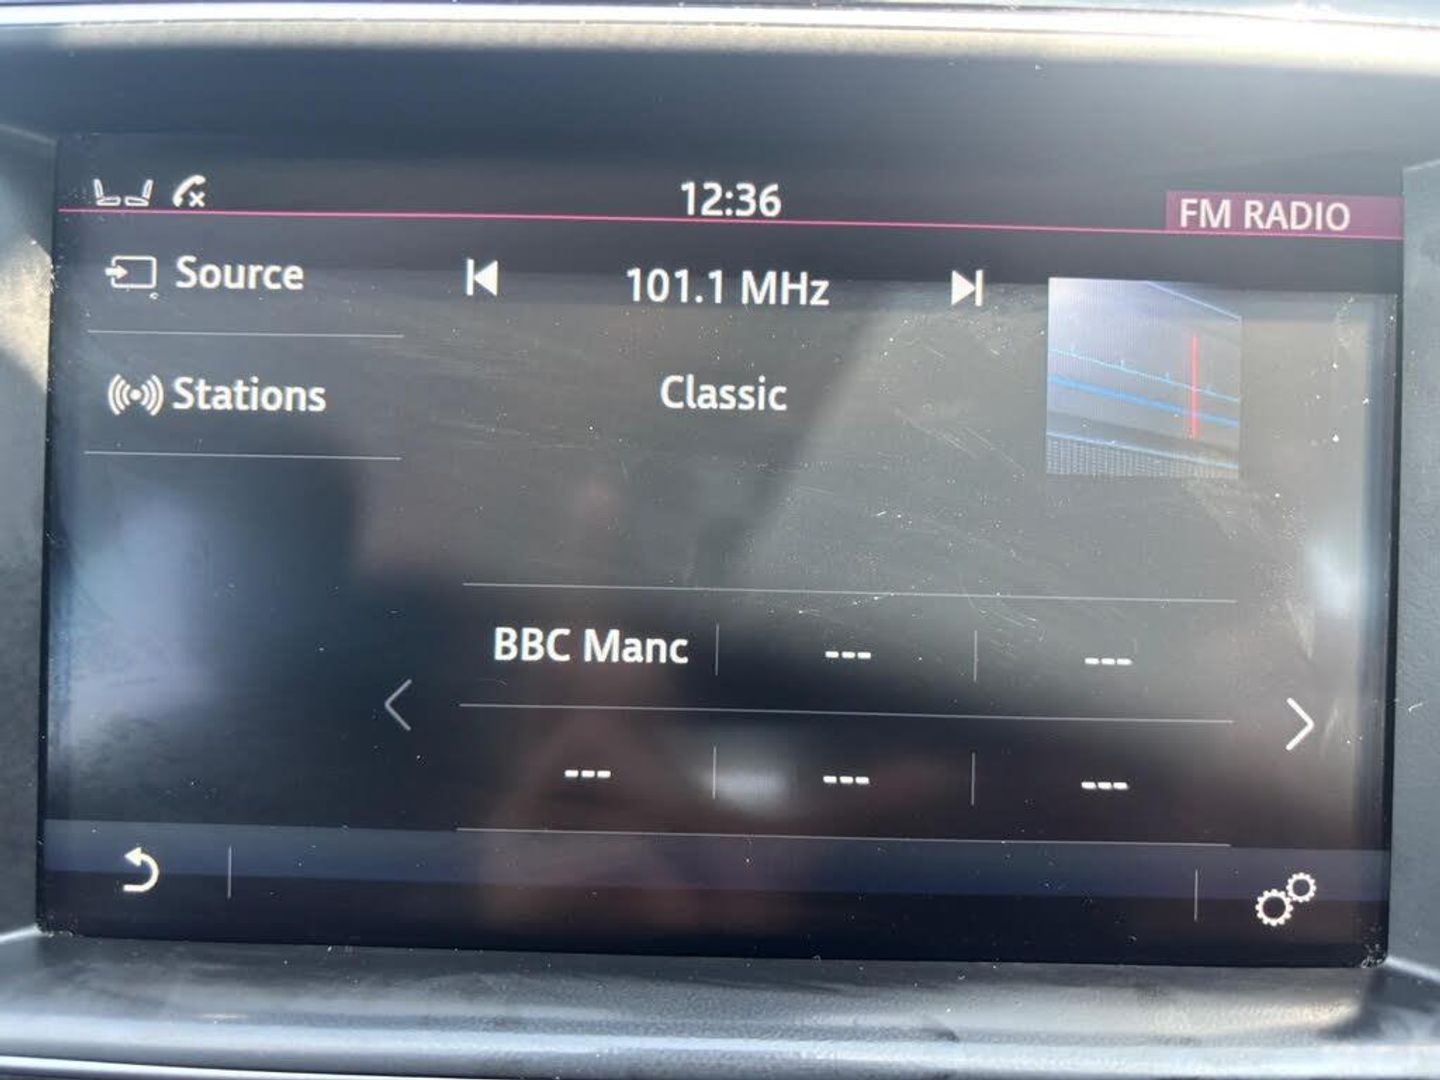 12:36
FM RADIO
Source
101.1 MHz
Stations
Classic
BBC Manc
---
---
---
---
---